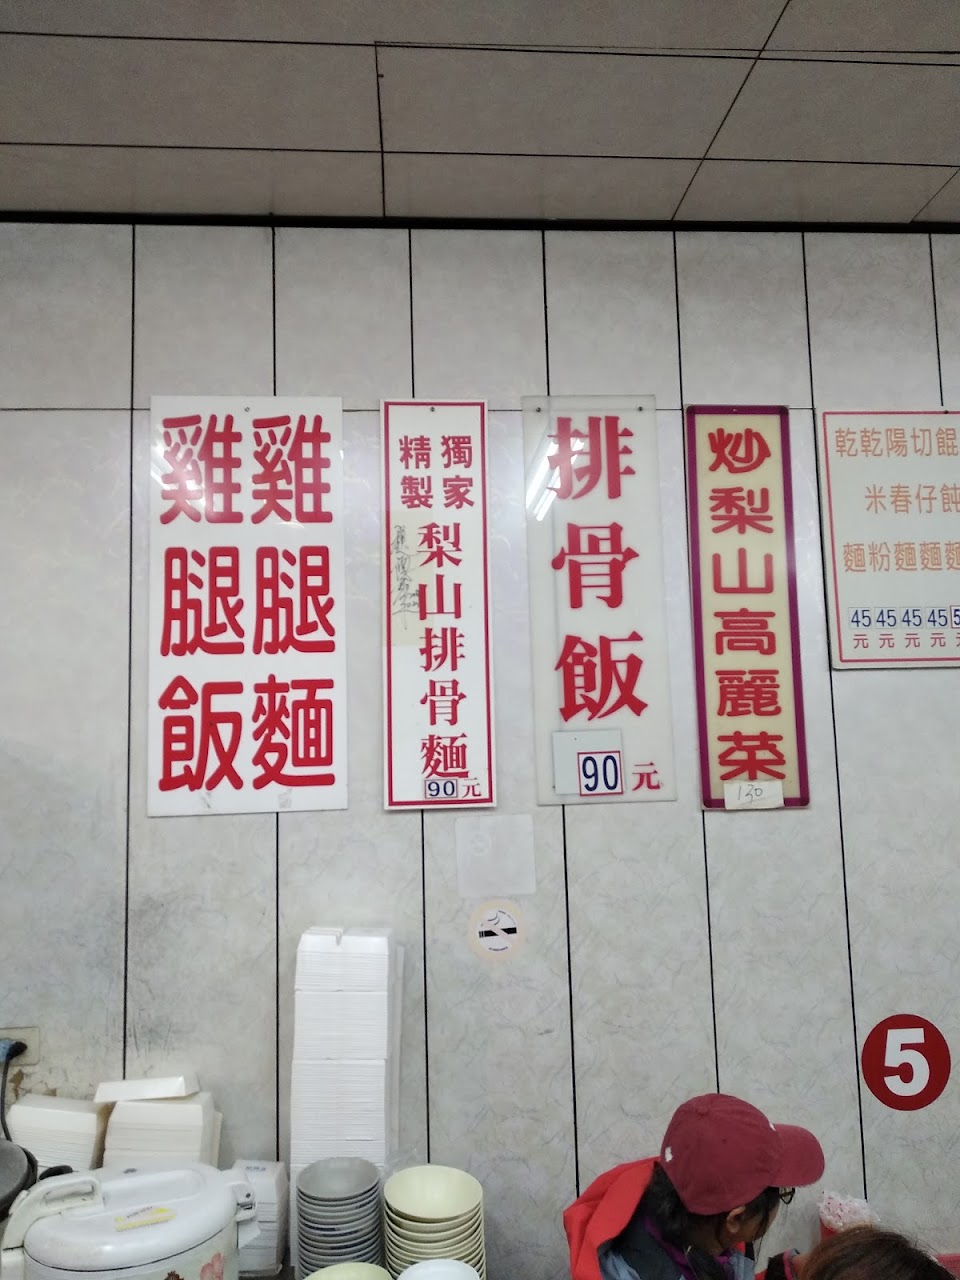 雞腿麵
雞腿飯
獨家
精製
梨山排骨麵
90元
排骨飯
90元
炒梨山高麗菜
130
乾麵
45元
乾米粉
45元
陽春麵
45元
切仔麵
45元
餛飩麵
5